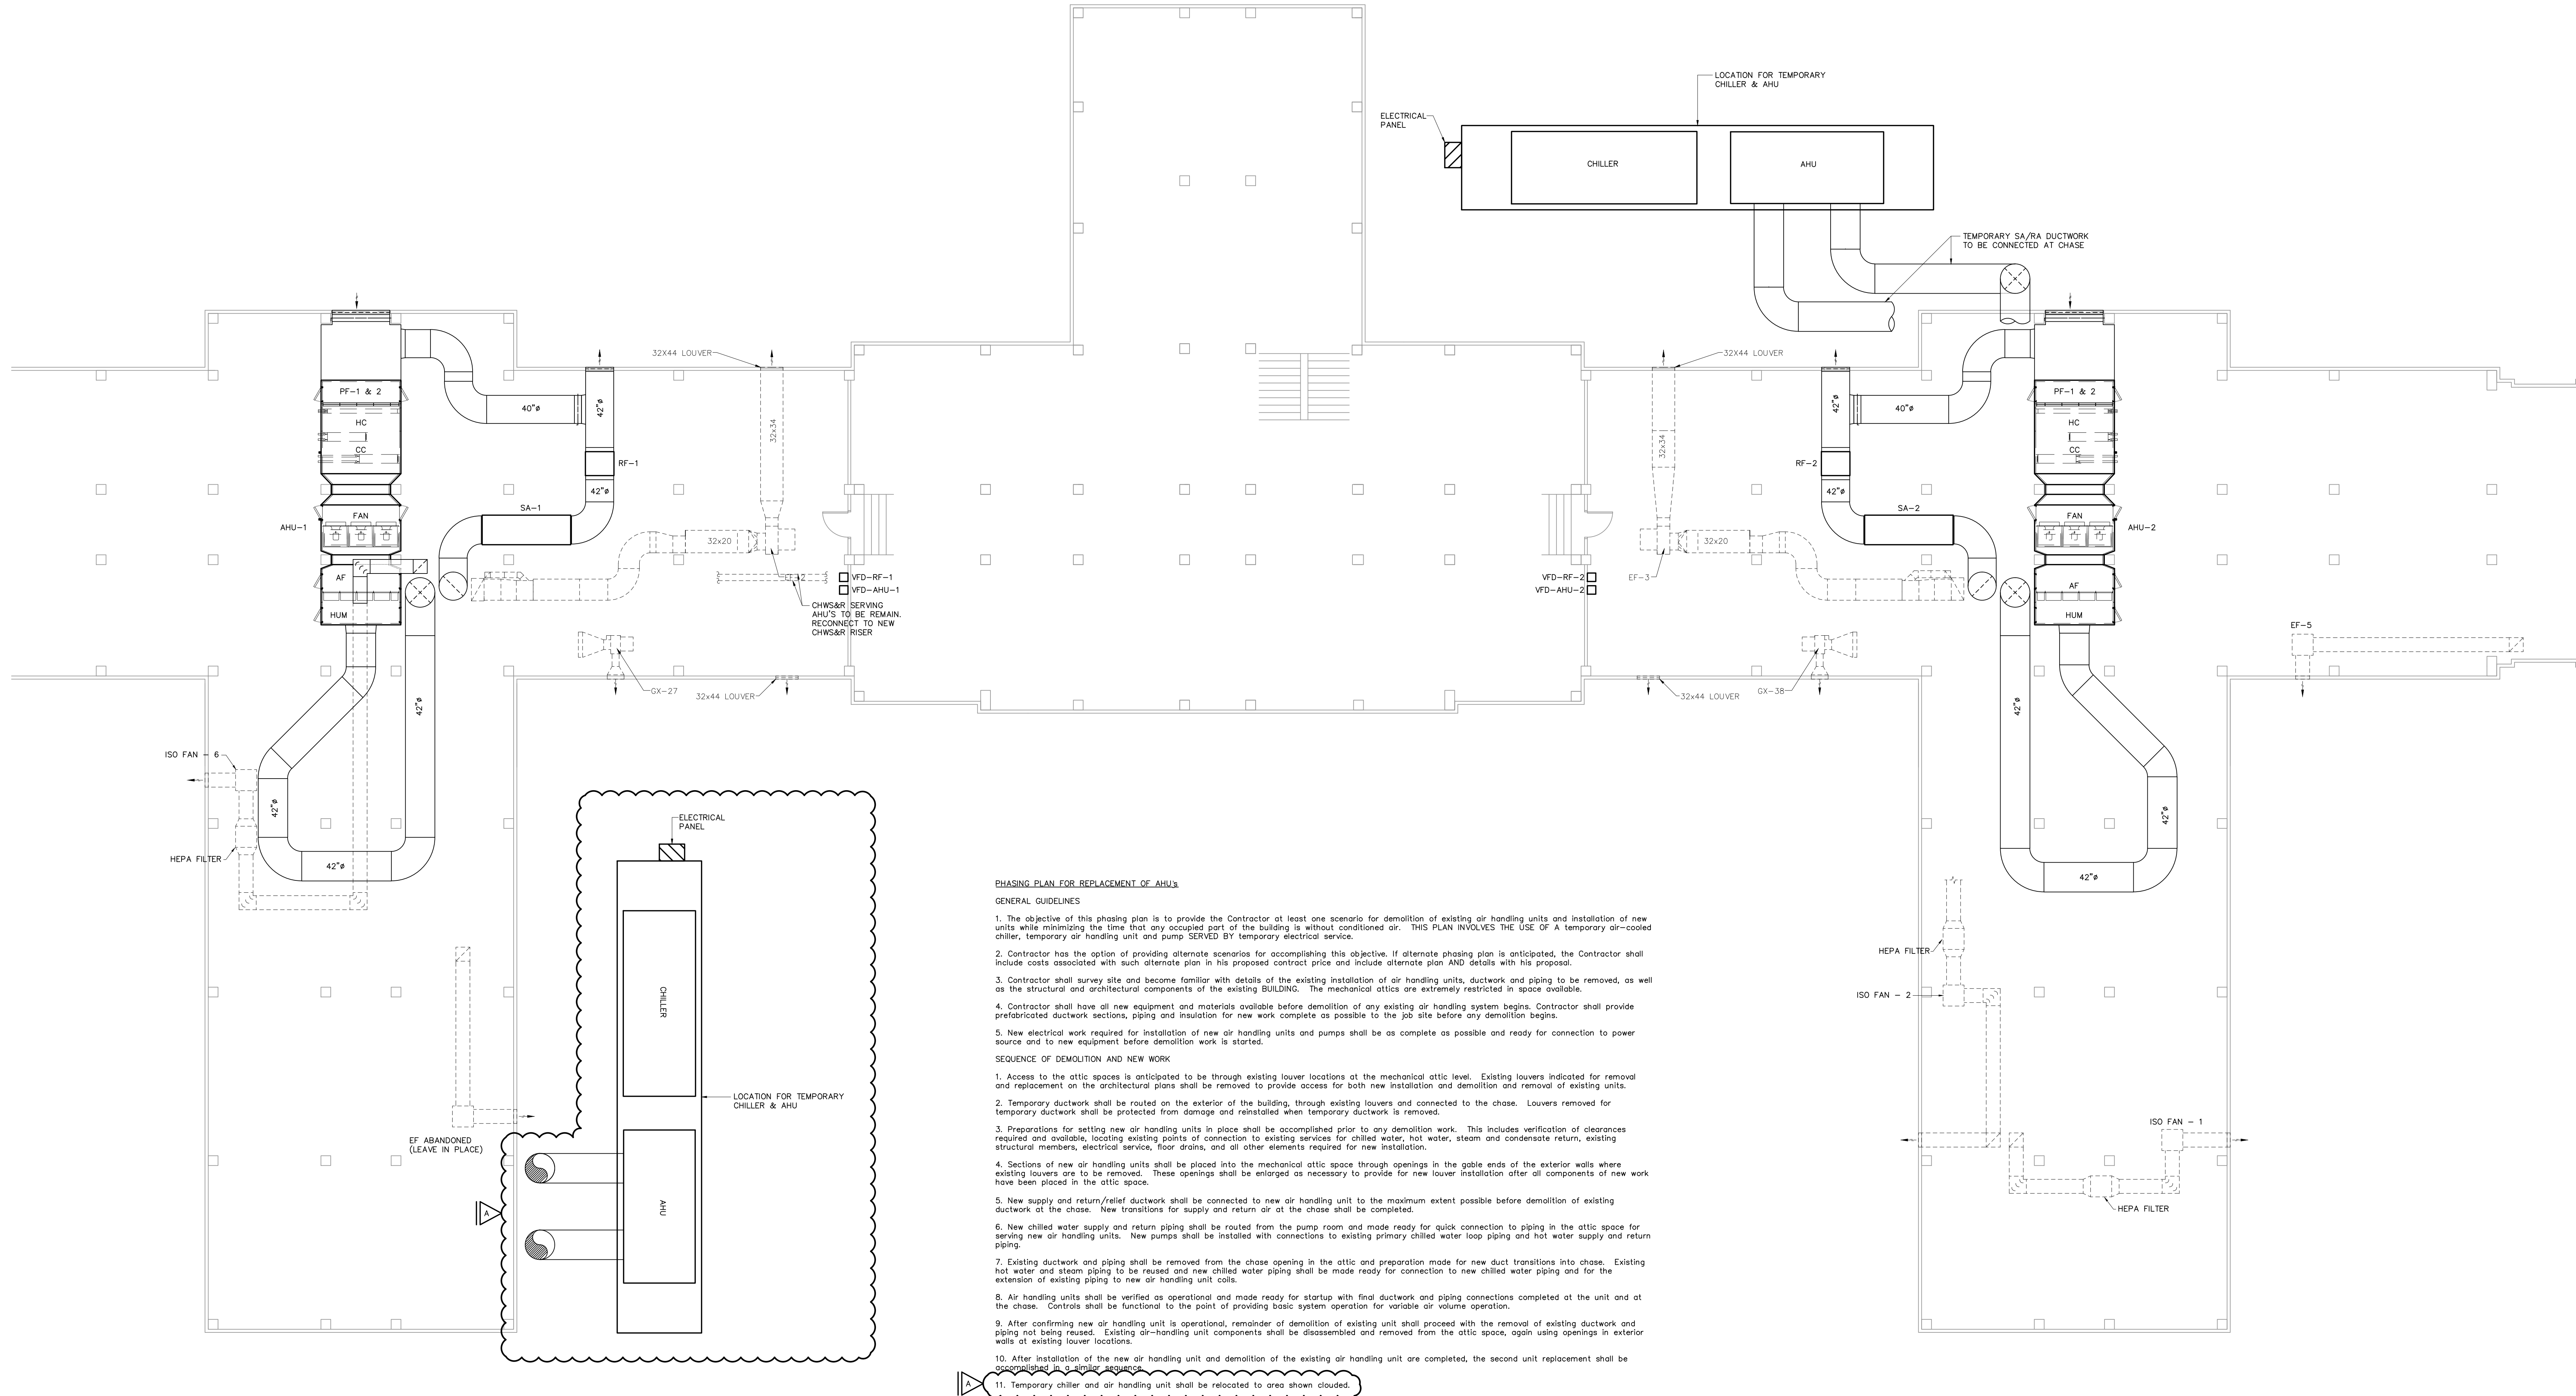 LOCATION FOR TEMPORARY
CHILLER & AHU
ELECTRICAL
PANEL
CHILLER
AHU
TEMPORARY SA/RA DUCTWORK
TO BE CONNECTED AT CHASE
32X44 LOUVER
32X44 LOUVER
PF-1 & 2
HC
CC
FAN
AHU-1
AF
HUM
40"ø
42"ø
RF-1
42"ø
SA-1
32x34
32x20
EF-2
VFD-RF-1
VFD-AHU-1
CHWS&R SERVING
AHU'S TO BE REMAIN.
RECONNECT TO NEW
CHWS&R RISER
GX-27
32x44 LOUVER
42"ø
42"ø
42"ø
ISO FAN - 6
HEPA FILTER
32x34
32x20
EF-3
VFD-RF-2
VFD-AHU-2
42"ø
40"ø
RF-2
42"ø
SA-2
PF-1 & 2
HC
CC
FAN
AHU-2
AF
HUM
EF-5
32x44 LOUVER
GX-38
42"ø
42"ø
42"ø
HEPA FILTER
ISO FAN - 2
ISO FAN - 1
HEPA FILTER
EF ABANDONED
(LEAVE IN PLACE)
ELECTRICAL
PANEL
CHILLER
LOCATION FOR TEMPORARY
CHILLER & AHU
AHU
A
PHASING PLAN FOR REPLACEMENT OF AHU's
GENERAL GUIDELINES
1. The objective of this phasing plan is to provide the Contractor at least one scenario for demolition of existing air handling units and installation of new
units while minimizing the time that any occupied part of the building is without conditioned air. THIS PLAN INVOLVES THE USE OF A temporary air-cooled
chiller, temporary air handling unit and pump SERVED BY temporary electrical service.
2. Contractor has the option of providing alternate scenarios for accomplishing this objective. If alternate phasing plan is anticipated, the Contractor shall
include costs associated with such alternate plan in his proposed contract price and include alternate plan AND details with his proposal.
3. Contractor shall survey site and become familiar with details of the existing installation of air handling units, ductwork and piping to be removed, as well
as the structural and architectural components of the existing BUILDING. The mechanical attics are extremely restricted in space available.
4. Contractor shall have all new equipment and materials available before demolition of any existing air handling system begins. Contractor shall provide
prefabricated ductwork sections, piping and insulation for new work complete as possible to the job site before any demolition begins.
5. New electrical work required for installation of new air handling units and pumps shall be as complete as possible and ready for connection to power
source and to new equipment before demolition work is started.
SEQUENCE OF DEMOLITION AND NEW WORK
1. Access to the attic spaces is anticipated to be through existing louver locations at the mechanical attic level. Existing louvers indicated for removal
and replacement on the architectural plans shall be removed to provide access for both new installation and demolition and removal of existing units.
2. Temporary ductwork shall be routed on the exterior of the building, through existing louvers and connected to the chase. Louvers removed for
temporary ductwork shall be protected from damage and reinstalled when temporary ductwork is removed.
3. Preparations for setting new air handling units in place shall be accomplished prior to any demolition work. This includes verification of clearances
required and available, locating existing points of connection to existing services for chilled water, hot water, steam and condensate return, existing
structural members, electrical service, floor drains, and all other elements required for new installation.
4. Sections of new air handling units shall be placed into the mechanical attic space through openings in the gable ends of the exterior walls where
existing louvers are to be removed. These openings shall be enlarged as necessary to provide for new louver installation after all components of new work
have been placed in the attic space.
5. New supply and return/relief ductwork shall be connected to new air handling unit to the maximum extent possible before demolition of existing
ductwork at the chase. New transitions for supply and return air at the chase shall be completed.
6. New chilled water supply and return piping shall be routed from the pump room and made ready for quick connection to piping in the attic space for
serving new air handling units. New pumps shall be installed with connections to existing primary chilled water loop piping and hot water supply and return
piping.
7. Existing ductwork and piping shall be removed from the chase opening in the attic and preparation made for new duct transitions into chase. Existing
hot water and steam piping to be reused and new chilled water piping shall be made ready for connection to new chilled water piping and for the
extension of existing piping to new air handling unit coils.
8. Air handling units shall be verified as operational and made ready for startup with final ductwork and piping connections completed at the unit and at
the chase. Controls shall be functional to the point of providing basic system operation for variable air volume operation.
9. After confirming new air handling unit is operational, remainder of demolition of existing unit shall proceed with the removal of existing ductwork and
piping not being reused. Existing air-handling unit components shall be disassembled and removed from the attic space, again using openings in exterior
walls at existing louver locations.
10. After installation of the new air handling unit and demolition of the existing air handling unit are completed, the second unit replacement shall be
accomplished in a similar sequence.
A
11. Temporary chiller and air handling unit shall be relocated to area shown clouded.